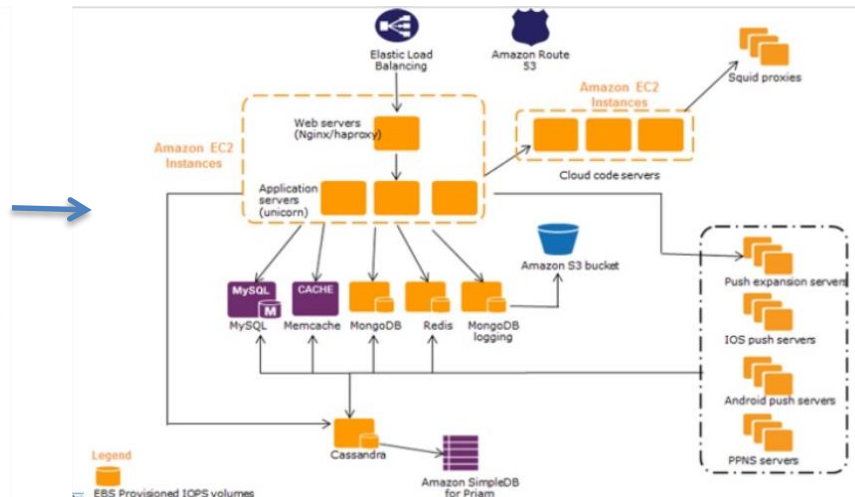 Elastic Load
Balancing
Amazon Route
53
Squid proxies
Amazon EC2
Instances
Web servers
(Nginx/haproxy)
Amazon EC2
Instances
Cloud code servers
Application
servers
(unicorn)
Amazon S3 bucket
Push expansion servers
MySQL
M
CACHE
MySQL
Memcache
MongoDB
Redis
MongoDB
logging
IOS push servers
Android push servers
PPNS servers
Cassandra
Amazon SimpleDB
for Priam
Legend
EBS Provisioned IOPS volumes